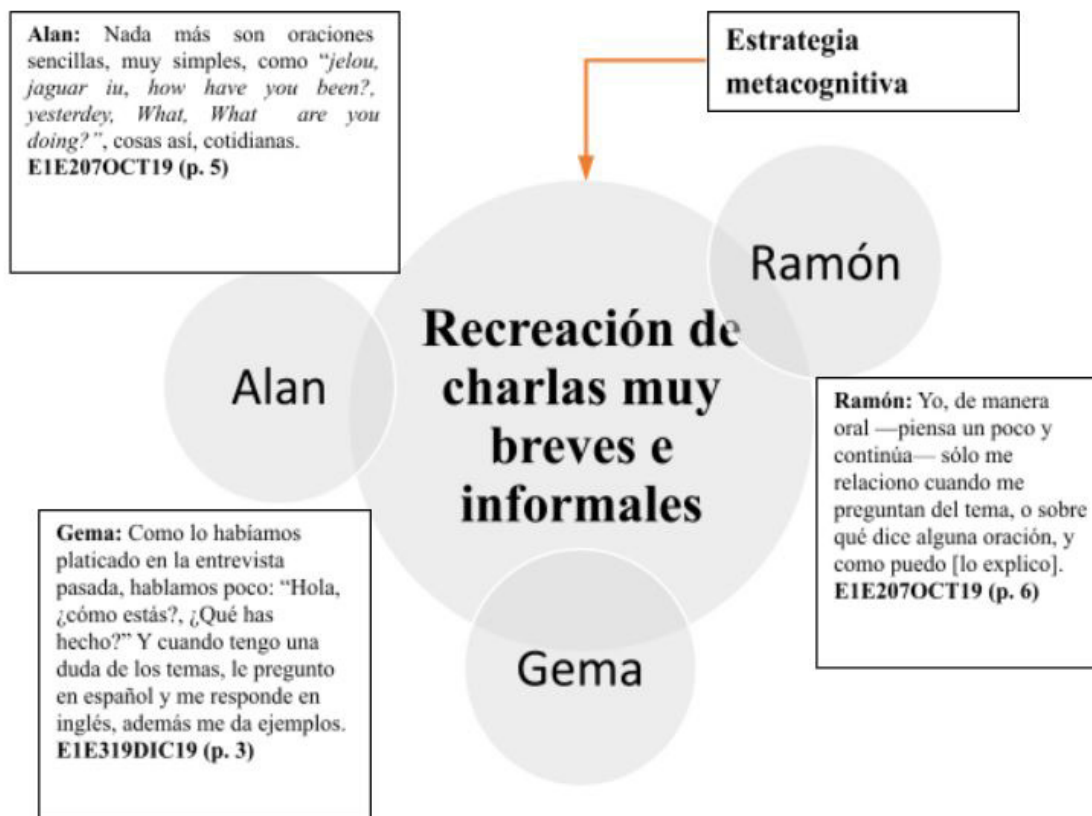 Alan: Nada más son oraciones
sencillas, muy simples, como “jelou,
jaguar iu, how have you been?,
yesterdey, What, What are you
doing?”, cosas así, cotidianas.
E1E207OCT19 (p. 5)
Estrategia
metacognitiva
Ramón
Recreación de
charlas muy
breves e
informales
Alan
Ramón: Yo, de manera
oral —piensa un poco y
continúa— sólo me
relaciono cuando me
preguntan del tema, o sobre
qué dice alguna oración, y
como puedo [lo explico].
E1E207OCT19 (p. 6)
Gema: Como lo habíamos
platicado en la entrevista
pasada, hablamos poco: “Hola,
¿cómo estás?, ¿Qué has
hecho?” Y cuando tengo una
duda de los temas, le pregunto
en español y me responde en
inglés, además me da ejemplos.
E1E319DIC19 (p. 3)
Gema